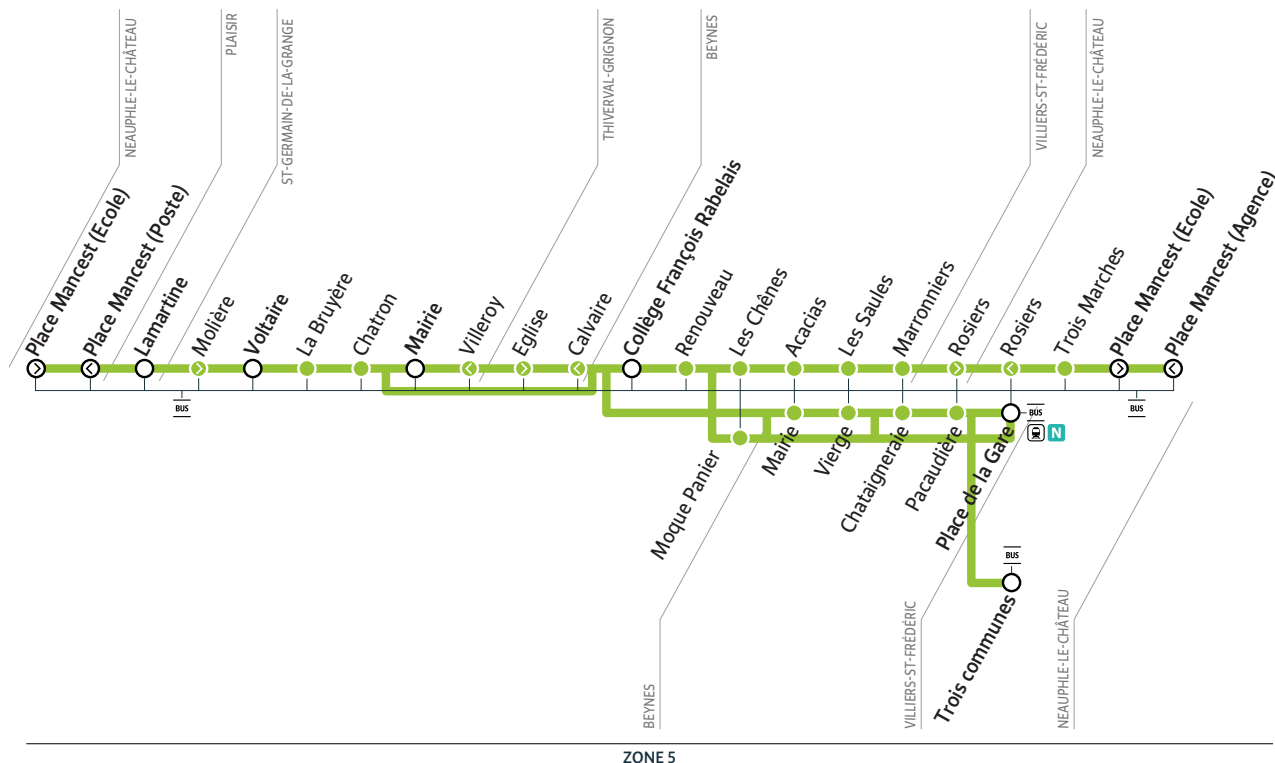 NEAUPHLE-LE-CHÂTEAU
PLAISIR
ST-GERMAIN-DE-LA-GRANGE
THIVERVAL-GRIGNON
BEYNES
VILLIERS-ST-FRÉDÉRIC
NEAUPHLE-LE-CHÂTEAU
Place Mancest (Ecole)
Place Mancest (Poste)
Lamartine
Molière
Voltaire
La Bruyère
Chatron
Mairie
Villeroy
Eglise
Calvaire
Collège François Rabelais
Renouveau
Les Chênes
Acacias
Les Saules
Marronniers
Rosiers
Rosiers
Trois Marches
Place Mancest (Ecole)
Place Mancest (Agence)
BUS
BUS
BUS
N
Moque Panier
Mairie
Vierge
Chataigneraie
Pacaudière
Place de la Gare
BUS
Trois communes
BEYNES
VILLIERS-ST-FRÉDÉRIC
NEAUPHLE-LE-CHÂTEAU
ZONE 5